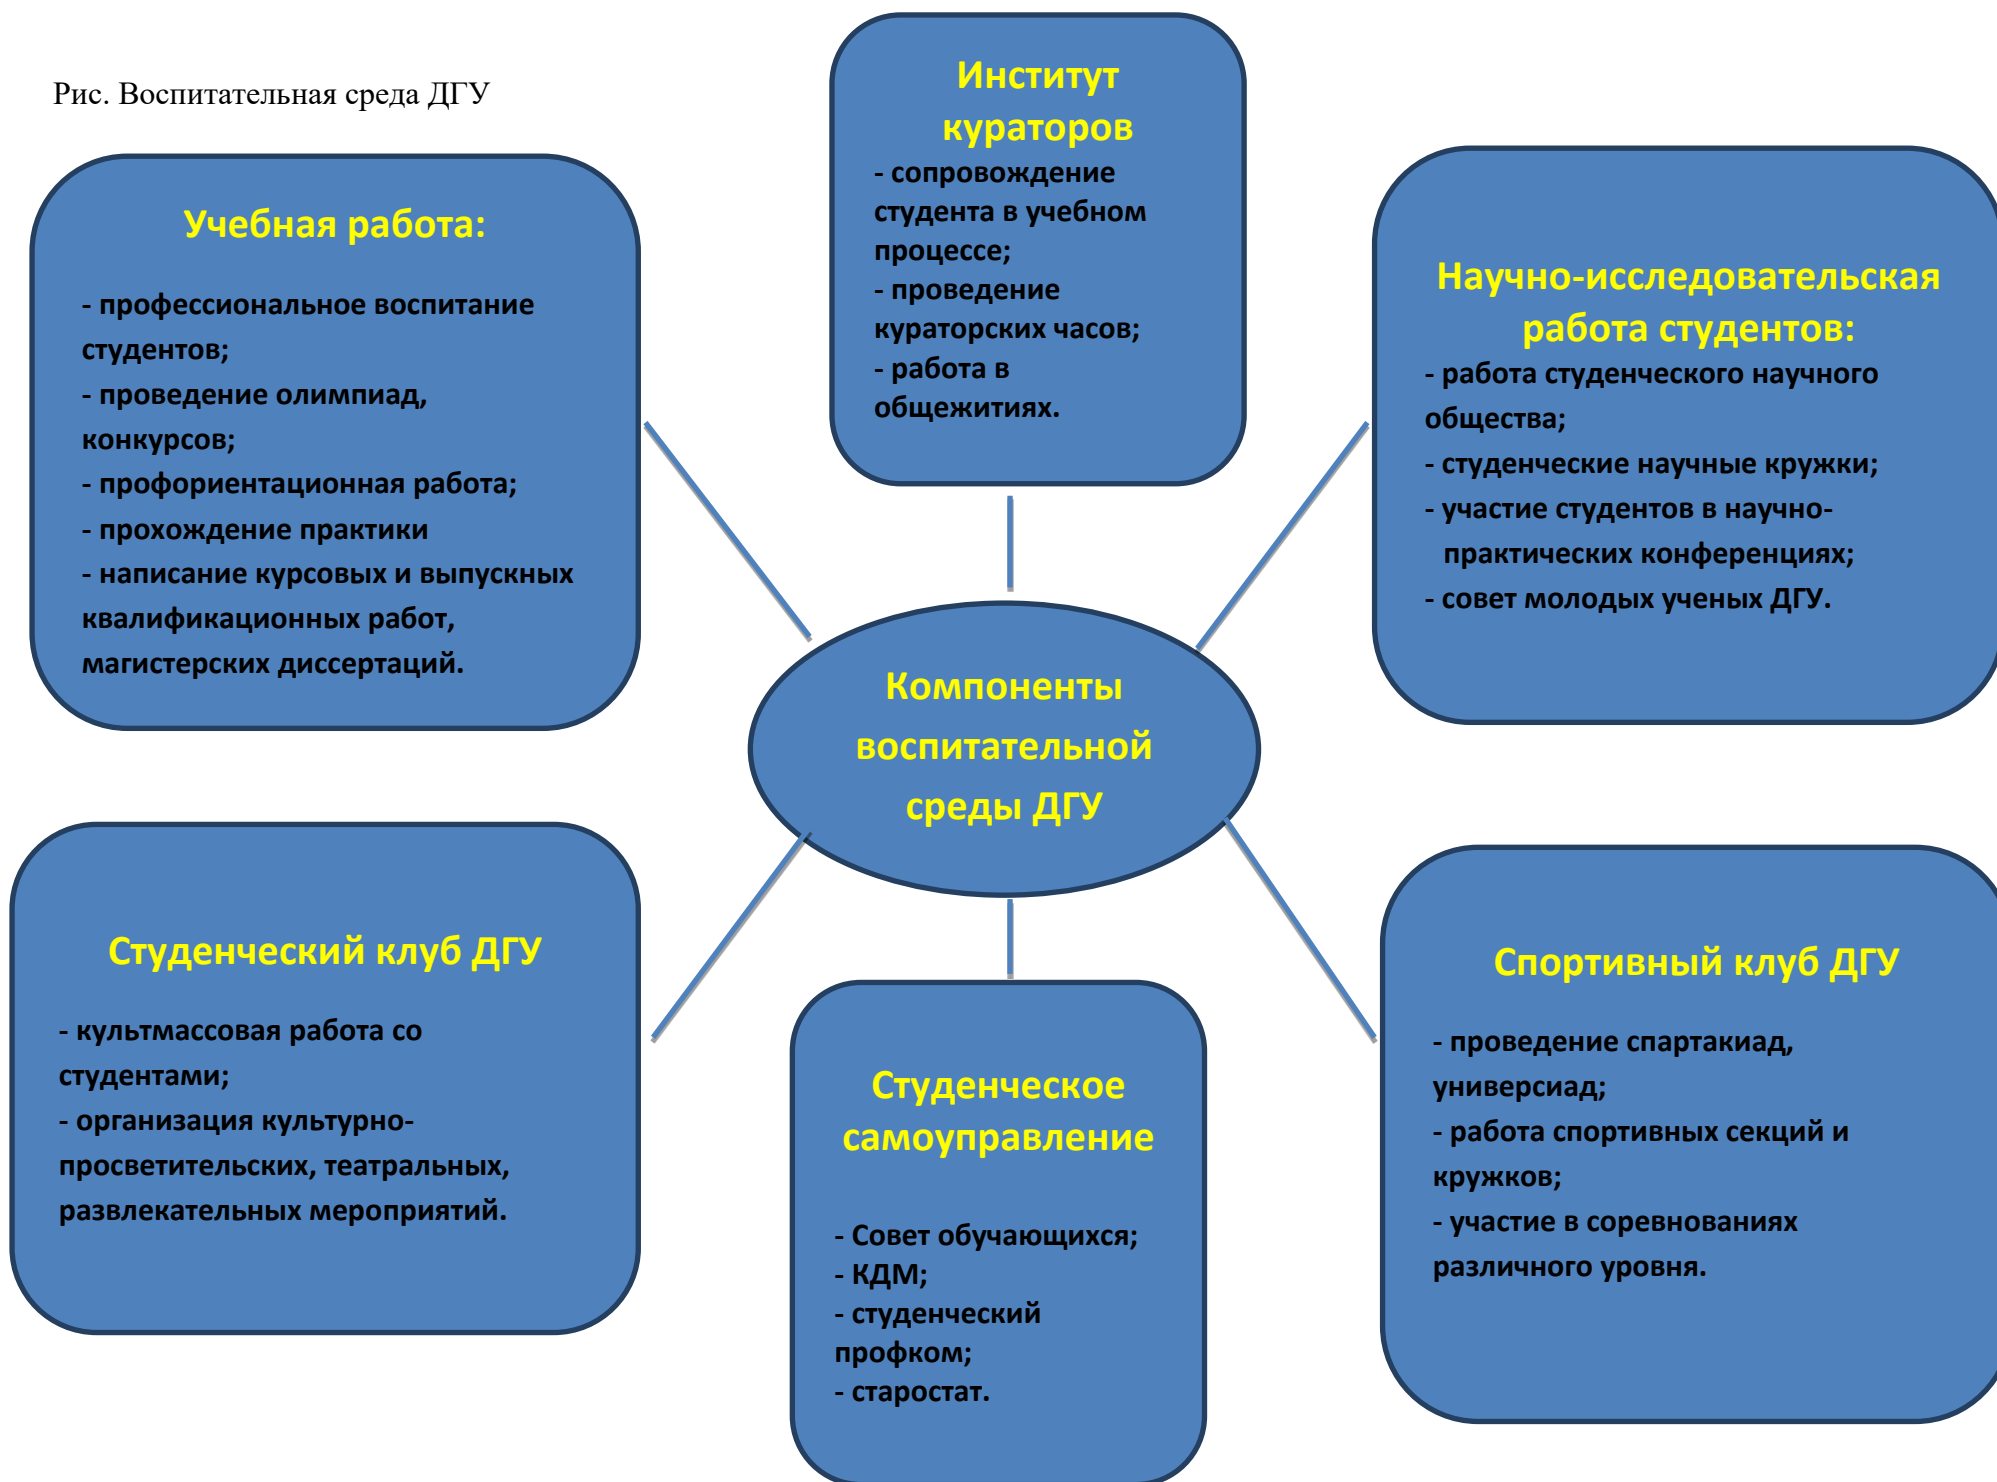 Рис. Воспитательная среда ДГУ
Институт
кураторов
- сопровождение
студента в учебном
процессе;
- проведение
кураторских часов;
- работа в
общежитиях.
Учебная работа:
- профессиональное воспитание
студентов;
- проведение олимпиад,
конкурсов;
- профориентационная работа;
- прохождение практики
- написание курсовых и выпускных
квалификационных работ,
магистерских диссертаций.
Научно-исследовательская
работа студентов:
- работа студенческого научного
общества;
- студенческие научные кружки;
- участие студентов в научно-
практических конференциях;
- совет молодых ученых ДГУ.
Компоненты
воспитательной
среды ДГУ
Студенческий клуб ДГУ
- культмассовая работа со
студентами;
- организация культурно-
просветительских, театральных,
развлекательных мероприятий.
Студенческое
самоуправление
- Совет обучающихся;
- КДМ;
- студенческий
профком;
- старостат.
Спортивный клуб ДГУ
- проведение спартакиад,
универсиад;
- работа спортивных секций и
кружков;
- участие в соревнованиях
различного уровня.